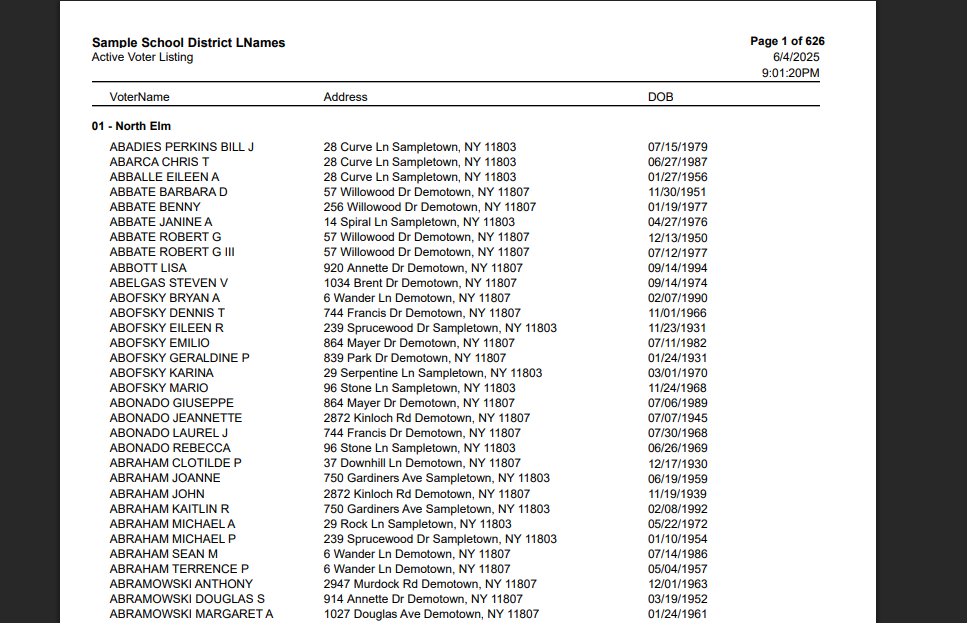 Sample School District LNames
Page 1 of 626
Active Voter Listing
6/4/2025
9:01:20PM
VoterName Address DOB
01 - North Elm
ABADIES PERKINS BILL J 28 Curve Ln Sampletown, NY 11803 07/15/1979
ABARCA CHRIS T 28 Curve Ln Sampletown, NY 11803 06/27/1987
ABBALLE EILEEN A 28 Curve Ln Sampletown, NY 11803 01/27/1956
ABBATE BARBARA D 57 Willowood Dr Demotown, NY 11807 11/30/1951
ABBATE BENNY 256 Willowood Dr Demotown, NY 11807 01/19/1977
ABBATE JANINE A 14 Spiral Ln Sampletown, NY 11803 04/27/1976
ABBATE ROBERT G 57 Willowood Dr Demotown, NY 11807 12/13/1950
ABBATE ROBERT G III 57 Willowood Dr Demotown, NY 11807 07/12/1977
ABBOTT LISA 920 Annette Dr Demotown, NY 11807 09/14/1994
ABELGAS STEVEN V 1034 Brent Dr Demotown, NY 11807 09/14/1974
ABOFSKY BRYAN A 6 Wander Ln Demotown, NY 11807 02/07/1990
ABOFSKY DENNIS T 744 Francis Dr Demotown, NY 11807 11/01/1966
ABOFSKY EILEEN R 239 Sprucewood Dr Sampletown, NY 11803 11/23/1931
ABOFSKY EMILIO 864 Mayer Dr Demotown, NY 11807 07/11/1982
ABOFSKY GERALDINE P 839 Park Dr Demotown, NY 11807 01/24/1931
ABOFSKY KARINA 29 Serpentine Ln Sampletown, NY 11803 03/01/1970
ABOFSKY MARIO 96 Stone Ln Sampletown, NY 11803 11/24/1968
ABONADO GIUSEPPE 864 Mayer Dr Demotown, NY 11807 07/06/1989
ABONADO JEANNETTE 2872 Kinloch Rd Demotown, NY 11807 07/07/1945
ABONADO LAUREL J 744 Francis Dr Demotown, NY 11807 07/30/1968
ABONADO REBECCA 96 Stone Ln Sampletown, NY 11803 06/26/1969
ABRAHAM CLOTILDE P 37 Downhill Ln Demotown, NY 11807 12/17/1930
ABRAHAM JOANNE 750 Gardiners Ave Sampletown, NY 11803 06/19/1959
ABRAHAM JOHN 2872 Kinloch Rd Demotown, NY 11807 11/19/1939
ABRAHAM KAITLIN R 750 Gardiners Ave Sampletown, NY 11803 02/08/1992
ABRAHAM MICHAEL A 29 Rock Ln Sampletown, NY 11803 05/22/1972
ABRAHAM MICHAEL P 239 Sprucewood Dr Sampletown, NY 11803 01/10/1954
ABRAHAM SEAN M 6 Wander Ln Demotown, NY 11807 07/14/1986
ABRAHAM TERRENCE P 6 Wander Ln Demotown, NY 11807 05/04/1957
ABRAMOWSKI ANTHONY 2947 Murdock Rd Demotown, NY 11807 12/01/1963
ABRAMOWSKI DOUGLAS S 914 Annette Dr Demotown, NY 11807 03/19/1952
ABRAMOWSKI MARGARET A 1027 Douglas Ave Demotown, NY 11807 01/24/1961